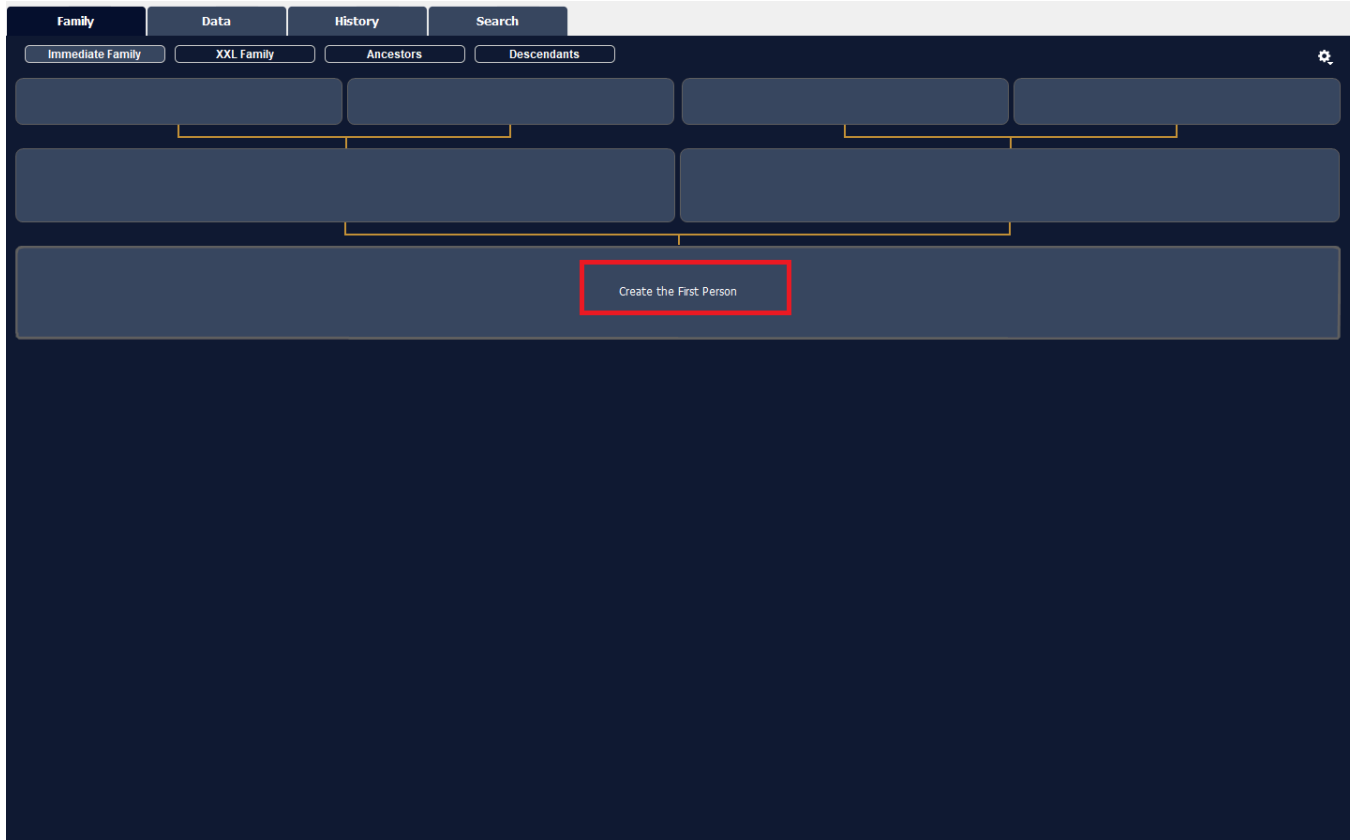 Family Data History Search
Immediate Family XXL Family Ancestors Descendants
Create the First Person